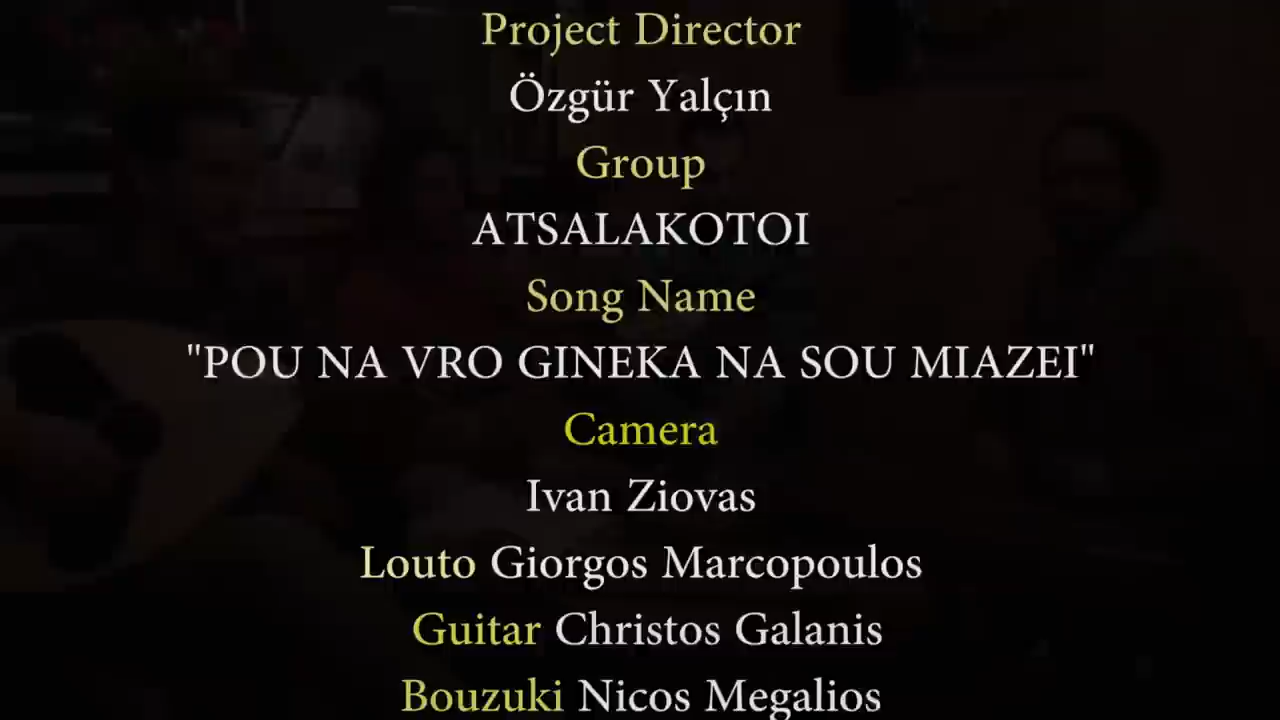 Project Director
Özgür Yalçın
Group
ATSALAKOTOI
Song Name
"POU NA VRO GINEKA NA SOU MIAZEI"
Camera
Ivan Ziovas
Louto Giorgos Marcopoulos
Guitar Christos Galanis
Bouzuki Nicos Megalios